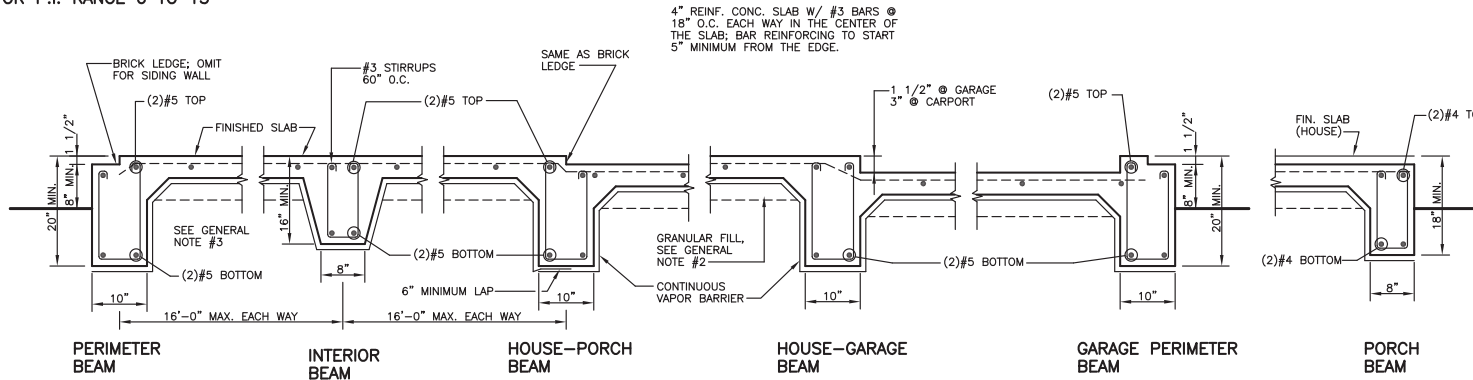 4" REINF. CONC. SLAB W/ #3 BARS @
18" O.C. EACH WAY IN THE CENTER OF
THE SLAB; BAR REINFORCING TO START
5" MINIMUM FROM THE EDGE.
BRICK LEDGE; OMIT
FOR SIDING WALL
#3 STIRRUPS
60" O.C.
SAME AS BRICK
LEDGE
(2)#5 TOP
(2)#5 TOP
1 1/2" @ GARAGE
3" @ CARPORT
(2)#5 TOP
FIN. SLAB
(HOUSE)
(2)#4
FINISHED SLAB
1 1/2"
8" MIN.
20" MIN.
16" MIN.
1 1/2"
8" MIN.
20" MIN.
18" MIN.
SEE GENERAL
NOTE #3
GRANULAR FILL,
SEE GENERAL
NOTE #2
(2)#5 BOTTOM
(2)#5 BOTTOM
(2)#5 BOTTOM
(2)#4 BOTTOM
8"
6" MINIMUM LAP
CONTINUOUS
VAPOR BARRIER
10"
10"
10"
10"
8"
16'-0" MAX. EACH WAY
16'-0" MAX. EACH WAY
PERIMETER
BEAM
INTERIOR
BEAM
HOUSE-PORCH
BEAM
HOUSE-GARAGE
BEAM
GARAGE PERIMETER
BEAM
PORCH
BEAM